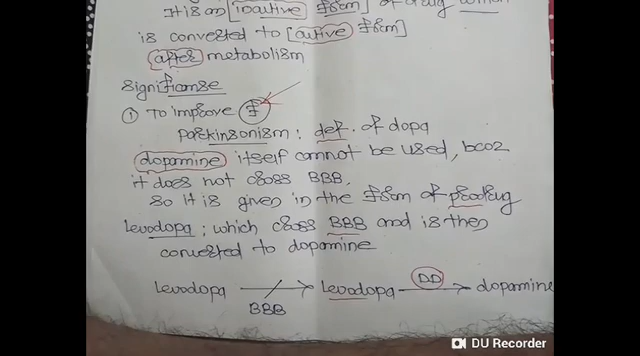 It is an [inactive form] of drug which
is converted to [active form]
after metabolism
significanse
① To improve F
parkinsonism: def. of dopa
dopamine itself cannot be used, bcoz
it does not cross BBB.
so it is given in the form of prodrug
Levodopa; which cross BBB and is then
converted to dopamine
Levodopa → Levodopa DD → dopamine
BBB
DU Recorder